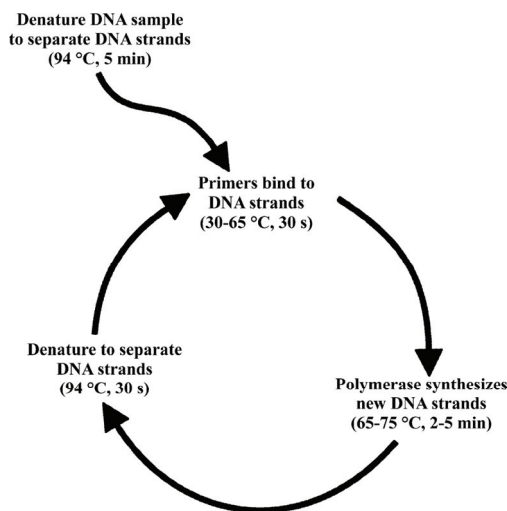 Denature DNA sample
to separate DNA strands
(94 °C, 5 min)
Primers bind to
DNA strands
(30-65 °C, 30 s)
Polymerase synthesizes
new DNA strands
(65-75 °C, 2-5 min)
Denature to separate
DNA strands
(94 °C, 30 s)